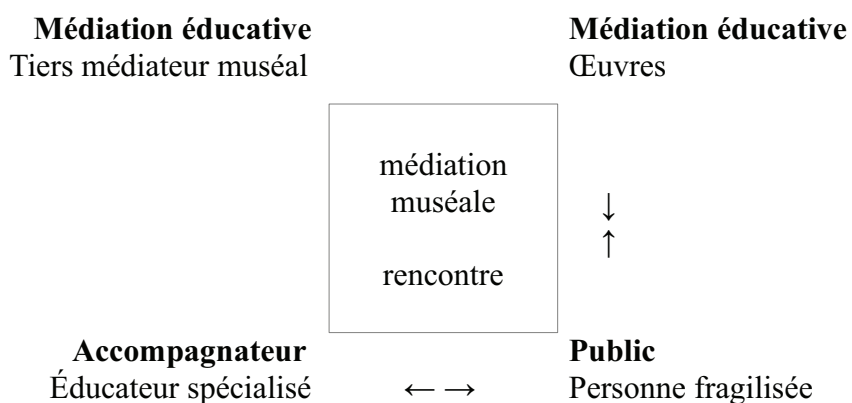 Médiation éducative
Tiers médiateur muséal
Médiation éducative
Œuvres
médiation
muséale
↓
↑
rencontre
Accompagnateur
Éducateur spécialisé
← →
Public
Personne fragilisée